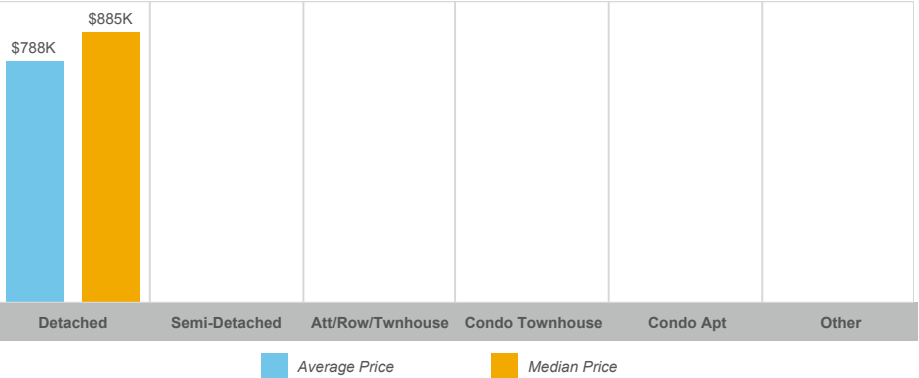 $885K
$788K
Detached Semi-Detached Att/Row/Twnhouse Condo Townhouse Condo Apt Other
Average Price Median Price